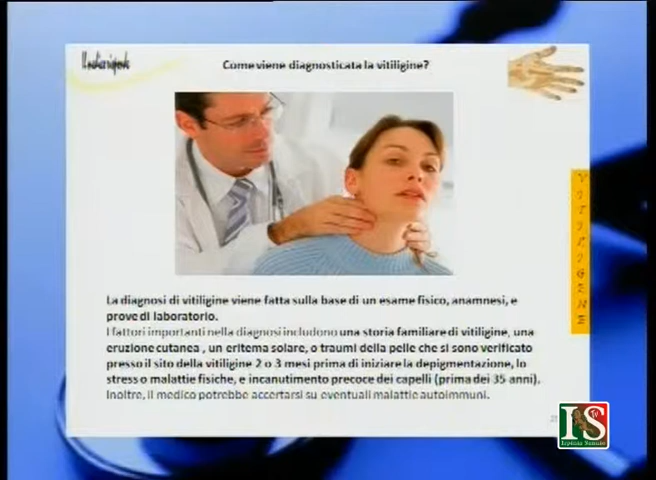 Come viene diagnosticata la vitiligine?
VITILIGENE
La diagnosi di vitiligine viene fatta sulla base di un esame fisico, anamnesi, e
prove di laboratorio.
I fattori importanti nella diagnosi includono una storia familiare di vitiligine, una
eruzione cutanea , un eritema solare, o traumi della pelle che si sono verificato
presso il sito della vitiligine 2 o 3 mesi prima di iniziare la depigmentazione, lo
stress o malattie fisiche, e incanutimento precoce dei capelli (prima dei 35 anni).
Inoltre, il medico potrebbe accertarsi su eventuali malattie autoimmuni.
IS